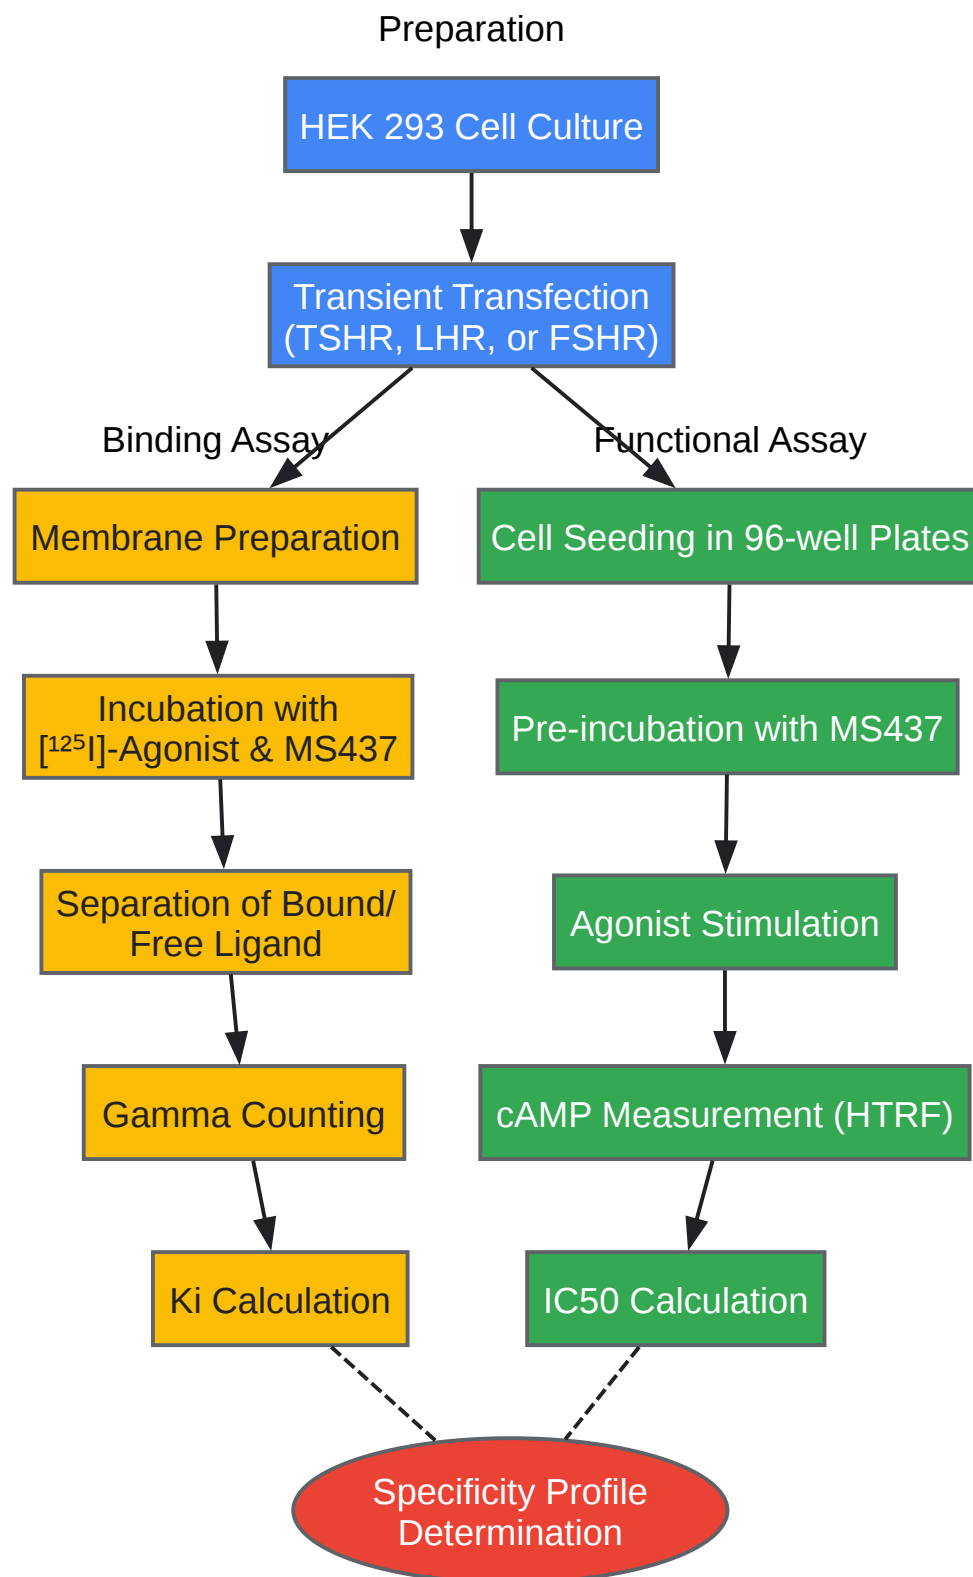 Preparation
HEK 293 Cell Culture
Transient Transfection
(TSHR, LHR, or FSHR)
Binding Assay
Membrane Preparation
Incubation with
[¹²⁵I]-Agonist & MS437
Separation of Bound/
Free Ligand
Gamma Counting
Ki Calculation
Functional Assay
Cell Seeding in 96-well Plates
Pre-incubation with MS437
Agonist Stimulation
cAMP Measurement (HTRF)
IC50 Calculation
Specificity Profile
Determination